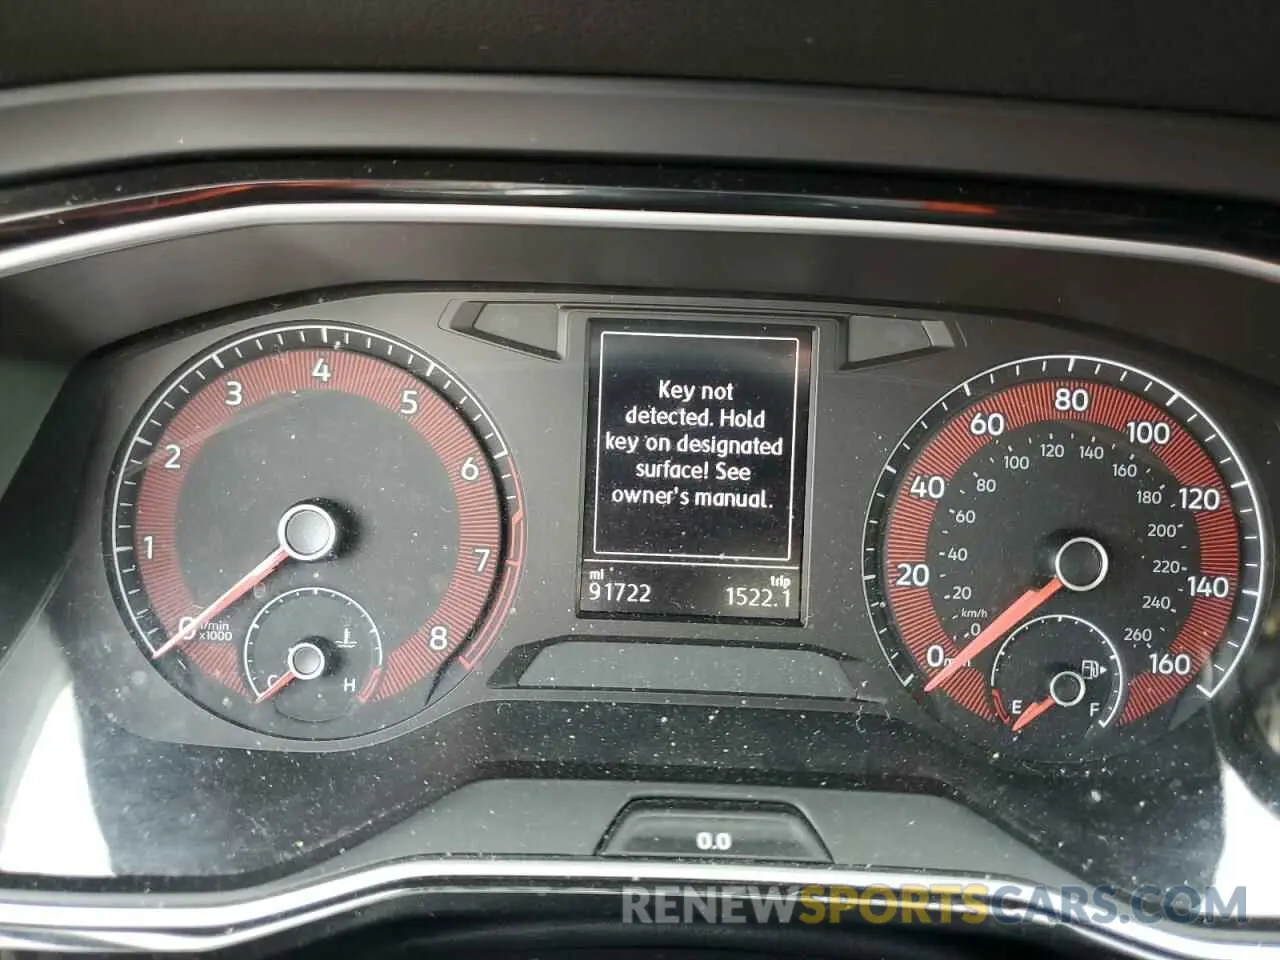 Key not
detected. Hold
key on designated
surface! See
owner's manual.
mi trip
91722 1522.1
0 1 2 3 4 5 6 7 8
1/min
x1000
C H
0 20 40 60 80 100 120 140 160
mph
0 20 40 60 80 100 120 140 160 180 200 220 240 260
km/h
E F
0.0
RENEWSPORTSCARS.COM